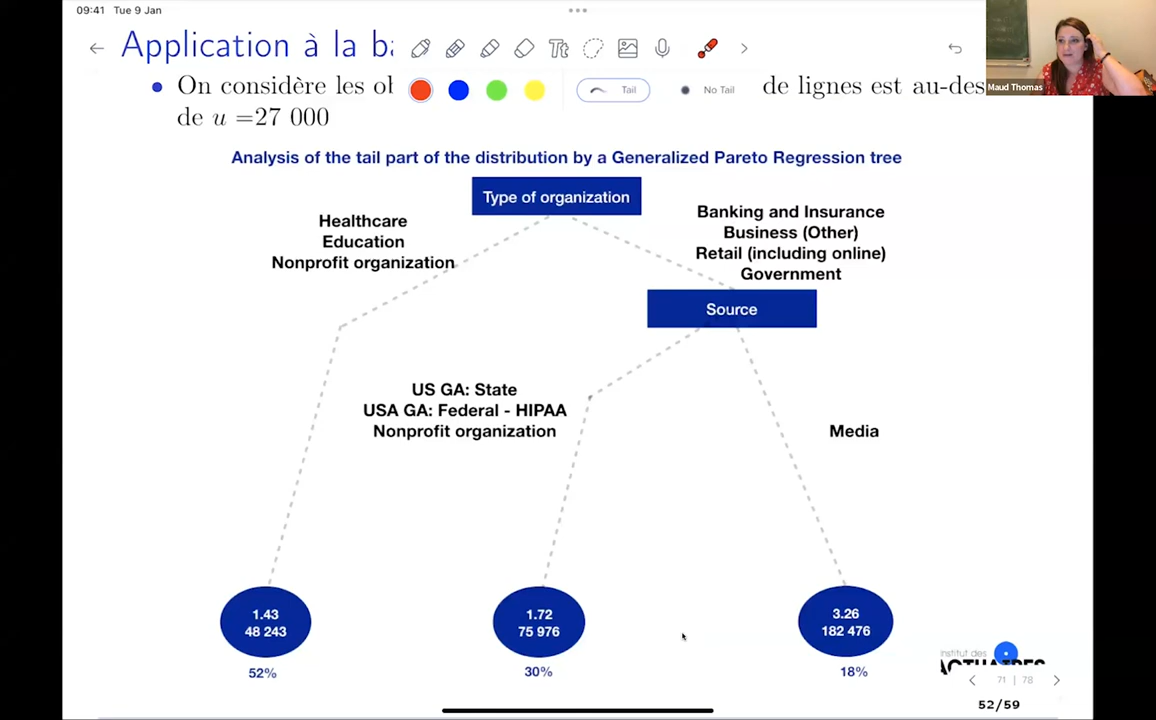 09:41 Tue 9 Jan
Application à la
Tt
Tail
No Tail
Maud Thomas
On considère les
de lignes est
de u =27 000
Analysis of the tail part of the distribution by a Generalized Pareto Regression tree
Type of organization
Healthcare
Education
Nonprofit organization
Banking and Insurance
Business (Other)
Retail (including online)
Government
Source
US GA: State
USA GA: Federal - HIPAA
Nonprofit organization
Media
1.43
48 243
52%
1.72
75 976
30%
3.26
182 476
18%
institut des
71 | 78
52/59